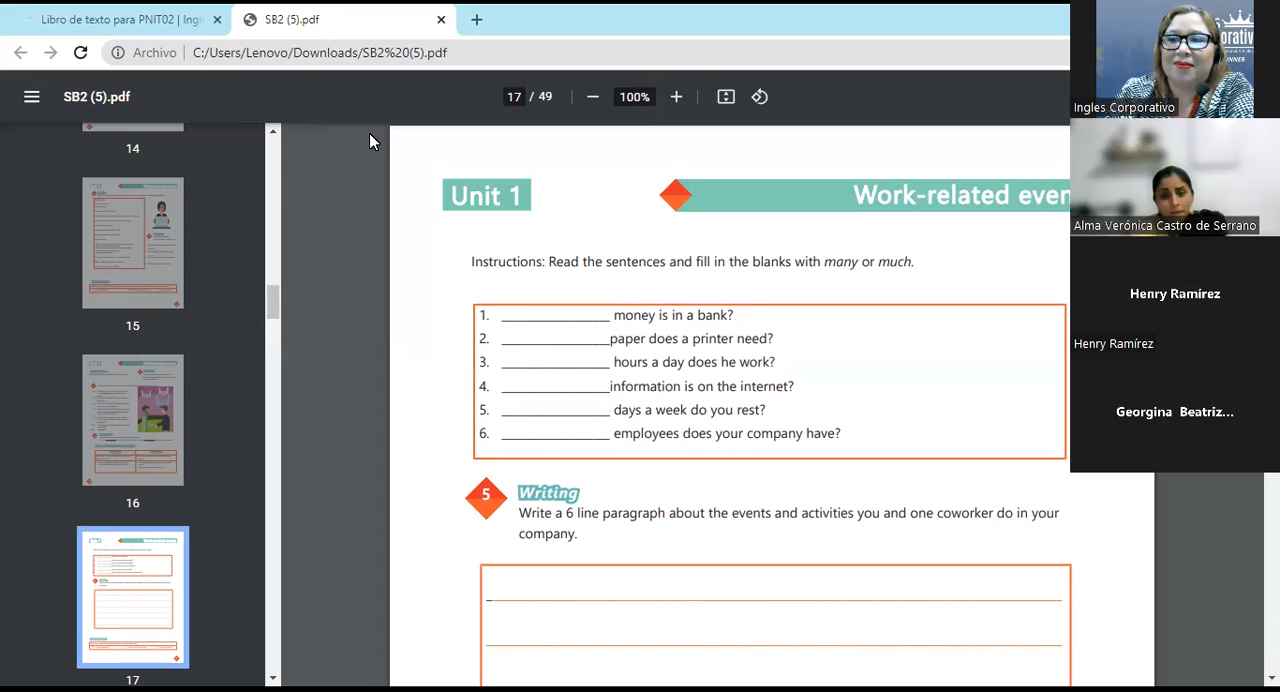 Libro de texto para PNIT02 | Ingl
SB2 (5).pdf
Archivo
C:/Users/Lenovo/Downloads/SB2%20(5).pdf
SB2 (5).pdf
17 / 49
100%
14
15
16
17
Unit 1
Work-related even
Instructions: Read the sentences and fill in the blanks with many or much.
1. ________________ money is in a bank?
2. ________________paper does a printer need?
3. ________________ hours a day does he work?
4. ________________information is on the internet?
5. ________________ days a week do you rest?
6. ________________ employees does your company have?
5
Writing
Write a 6 line paragraph about the events and activities you and one coworker do in your
company.
Ingles Corporativo
Alma Verónica Castro de Serrano
Henry Ramírez
Henry Ramírez
Georgina Beatriz...